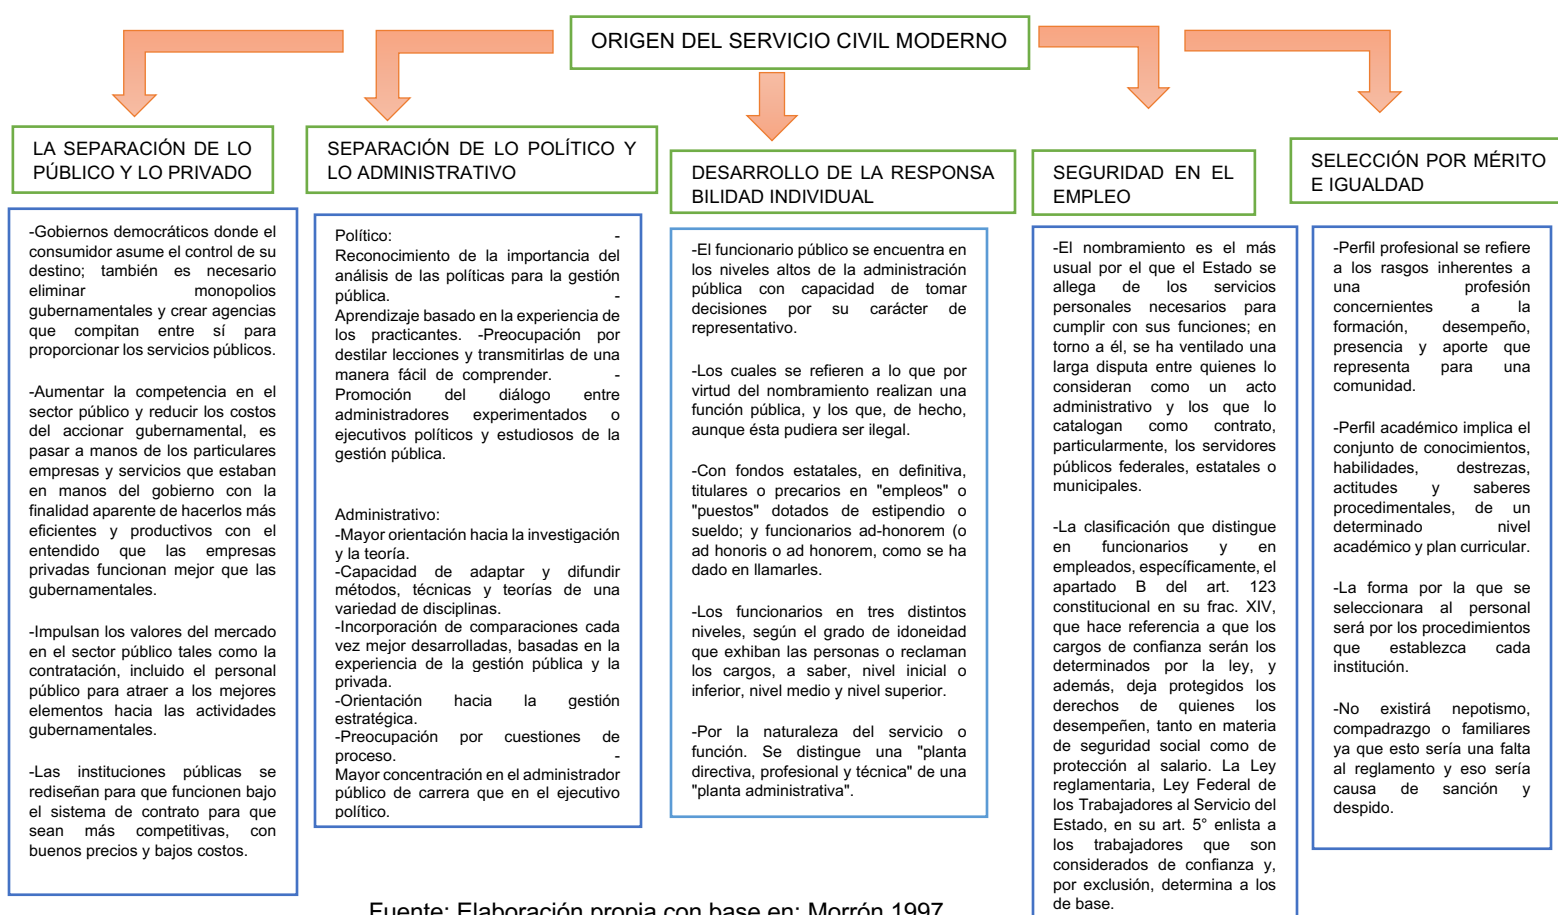 ORIGEN DEL SERVICIO CIVIL MODERNO
LA SEPARACIÓN DE LO
PÚBLICO Y LO PRIVADO
-Gobiernos democráticos donde el
consumidor asume el control de su
destino; también es necesario
eliminar monopolios
gubernamentales y crear agencias
que compitan entre sí para
proporcionar los servicios públicos.
-Aumentar la competencia en el
sector público y reducir los costos
del accionar gubernamental, es
pasar a manos de los particulares
empresas y servicios que estaban
en manos del gobierno con la
finalidad aparente de hacerlos más
eficientes y productivos con el
entendido que las empresas
privadas funcionan mejor que las
gubernamentales.
-Impulsan los valores del mercado
en el sector público tales como la
contratación, incluido el personal
público para atraer a los mejores
elementos hacia las actividades
gubernamentales.
-Las instituciones públicas se
rediseñan para que funcionen bajo
el sistema de contrato para que
sean más competitivas, con
buenos precios y bajos costos.
SEPARACIÓN DE LO POLÍTICO Y
LO ADMINISTRATIVO
Político: -
Reconocimiento de la importancia del
análisis de las políticas para la gestión
pública. -
Aprendizaje basado en la experiencia de
los practicantes. -Preocupación por
destilar lecciones y transmitirlas de una
manera fácil de comprender. -
Promoción del diálogo entre
administradores experimentados o
ejecutivos políticos y estudiosos de la
gestión pública.
Administrativo:
-Mayor orientación hacia la investigación
y la teoría.
-Capacidad de adaptar y difundir
métodos, técnicas y teorías de una
variedad de disciplinas.
-Incorporación de comparaciones cada
vez mejor desarrolladas, basadas en la
experiencia de la gestión pública y la
privada.
-Orientación hacia la gestión
estratégica.
-Preocupación por cuestiones de
proceso. -
Mayor concentración en el administrador
público de carrera que en el ejecutivo
político.
DESARROLLO DE LA RESPONSA
BILIDAD INDIVIDUAL
-El funcionario público se encuentra en
los niveles altos de la administración
pública con capacidad de tomar
decisiones por su carácter de
representativo.
-Los cuales se refieren a lo que por
virtud del nombramiento realizan una
función pública, y los que, de hecho,
aunque ésta pudiera ser ilegal.
-Con fondos estatales, en definitiva,
titulares o precarios en "empleos" o
"puestos" dotados de estipendio o
sueldo; y funcionarios ad-honorem (o
ad honoris o ad honorem, como se ha
dado en llamarles.
-Los funcionarios en tres distintos
niveles, según el grado de idoneidad
que exhiban las personas o reclaman
los cargos, a saber, nivel inicial o
inferior, nivel medio y nivel superior.
-Por la naturaleza del servicio o
función. Se distingue una "planta
directiva, profesional y técnica" de una
"planta administrativa".
SEGURIDAD EN EL
EMPLEO
-El nombramiento es el más
usual por el que el Estado se
allega de los servicios
personales necesarios para
cumplir con sus funciones; en
torno a él, se ha ventilado una
larga disputa entre quienes lo
consideran como un acto
administrativo y los que lo
catalogan como contrato,
particularmente, los servidores
públicos federales, estatales o
municipales.
-La clasificación que distingue
en funcionarios y en
empleados, específicamente, el
apartado B del art. 123
constitucional en su frac. XIV,
que hace referencia a que los
cargos de confianza serán los
determinados por la ley, y
además, deja protegidos los
derechos de quienes los
desempeñen, tanto en materia
de seguridad social como de
protección al salario. La Ley
reglamentaria, Ley Federal de
los Trabajadores al Servicio del
Estado, en su art. 5° enlista a
los trabajadores que son
considerados de confianza y,
por exclusión, determina a los
de base.
SELECCIÓN POR MÉRITO
E IGUALDAD
-Perfil profesional se refiere
a los rasgos inherentes a
una profesión
concernientes a la
formación, desempeño,
presencia y aporte que
representa para una
comunidad.
-Perfil académico implica el
conjunto de conocimientos,
habilidades, destrezas,
actitudes y saberes
procedimentales, de un
determinado nivel
académico y plan curricular.
-La forma por la que se
seleccionara al personal
será por los procedimientos
que establezca cada
institución.
-No existirá nepotismo,
compadrazgo o familiares
ya que esto sería una falta
al reglamento y eso sería
causa de sanción y
despido.
Fuente: Elaboración propia con base en: Morrón 1997